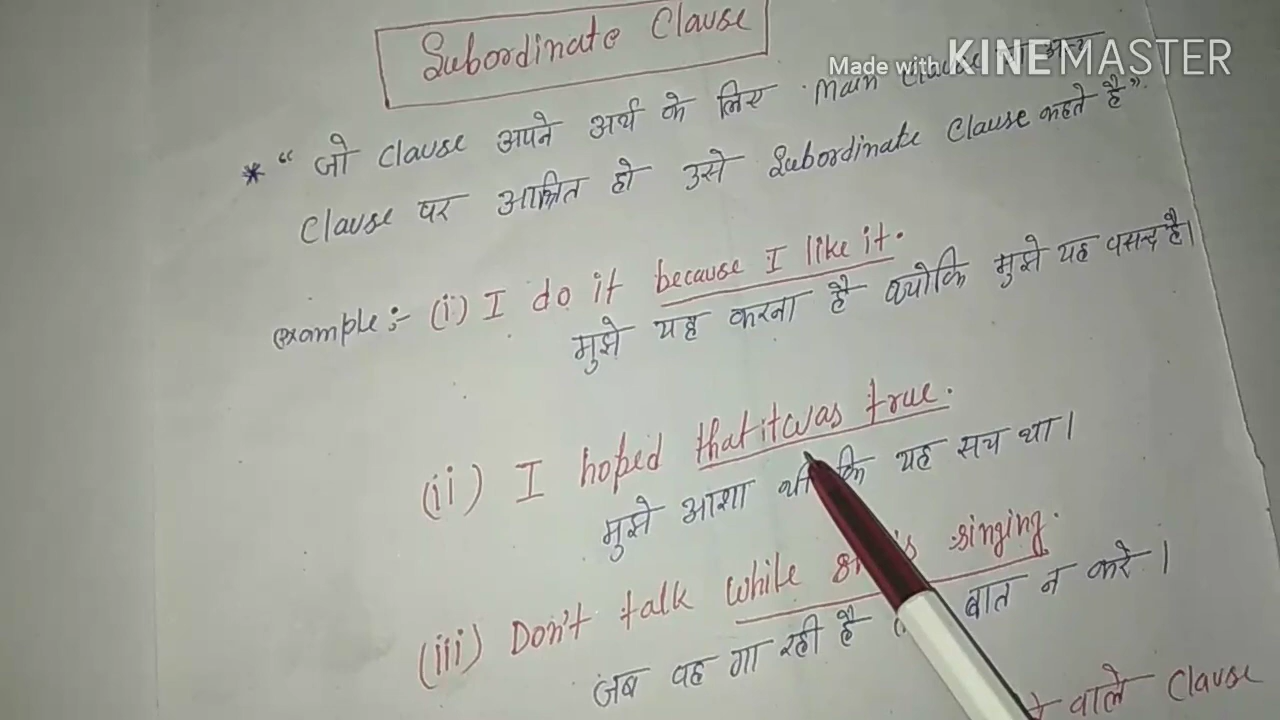 Subordinate Clause
Made with KINEMASTER
* “ जो Clause अपने अर्थ के लिए Main Clause
Clause पर आश्रित हो उसे Subordinate Clause कहते है”.
example :- (i) I do it because I like it.
मुझे यह करना है क्योकि मुझे यह पसन्द है।
(ii) I hoped that it was true.
मुझे आशा थी कि यह सच था।
(iii) Don't talk while is singing.
जब वह गा रही है बात न करे।
वाले Clause